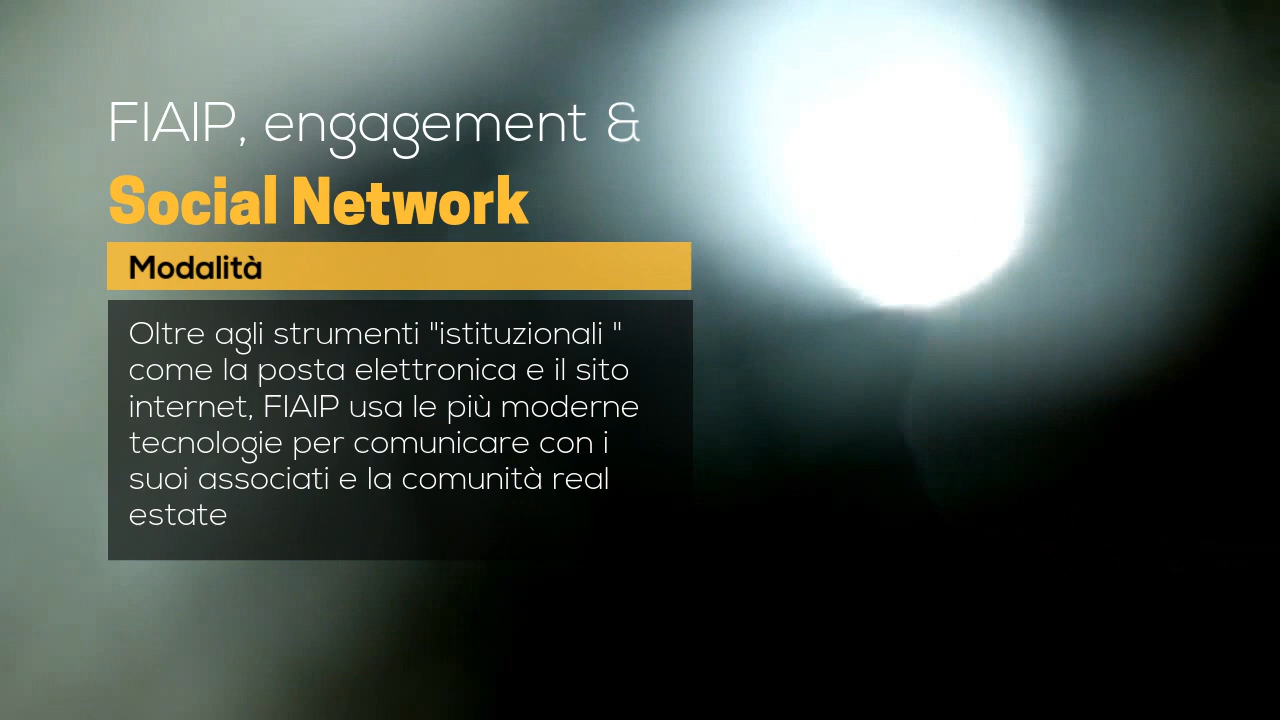 FIAIP, engagement &
Social Network
Modalità
Oltre agli strumenti "istituzionali "
come la posta elettronica e il sito
internet, FIAIP usa le più moderne
tecnologie per comunicare con i
suoi associati e la comunità real
estate